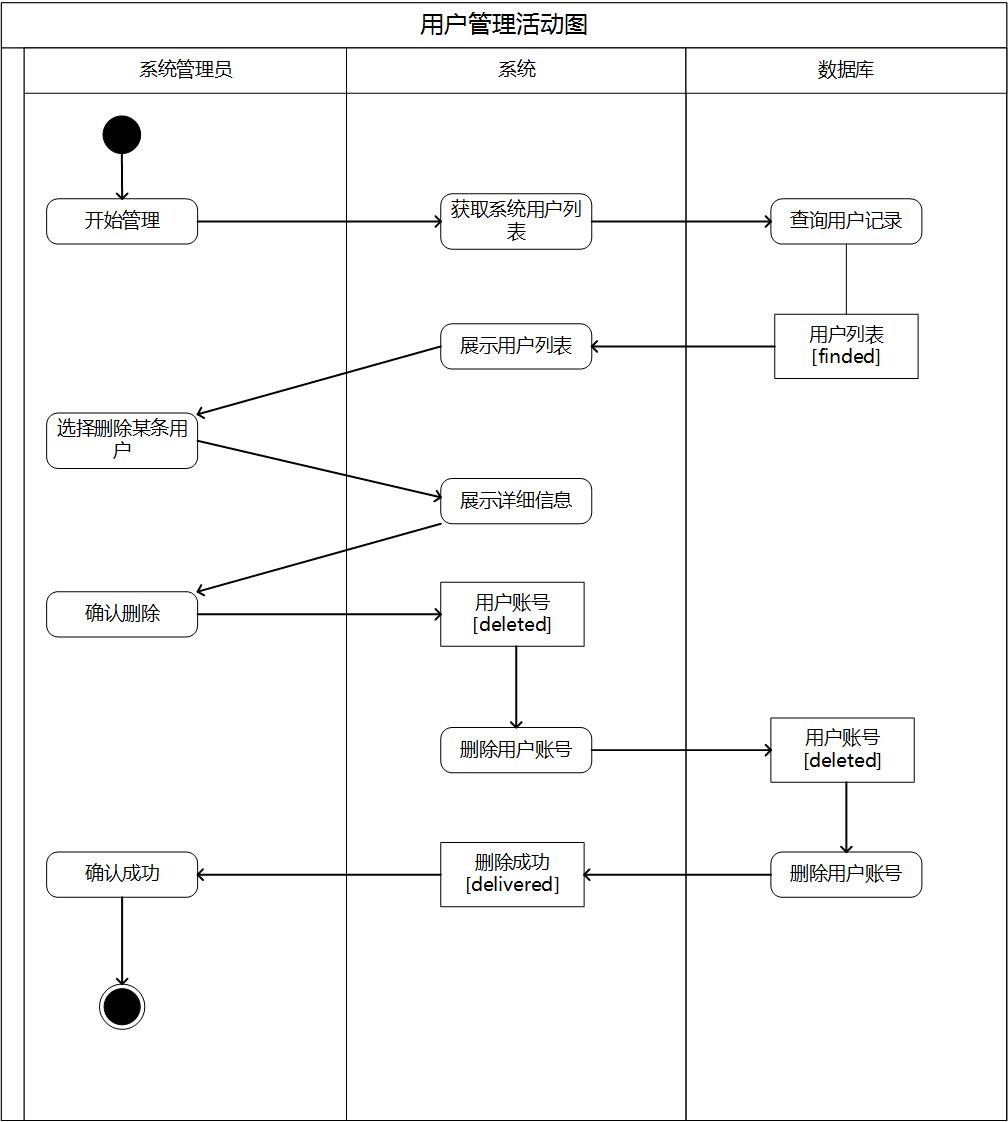 用户管理活动图
系统管理员
系统
数据库
开始管理
获取系统用户列
表
查询用户记录
展示用户列表
用户列表
[finded]
选择删除某条用
户
展示详细信息
确认删除
用户账号
[deleted]
删除用户账号
用户账号
[deleted]
确认成功
删除成功
[delivered]
删除用户账号